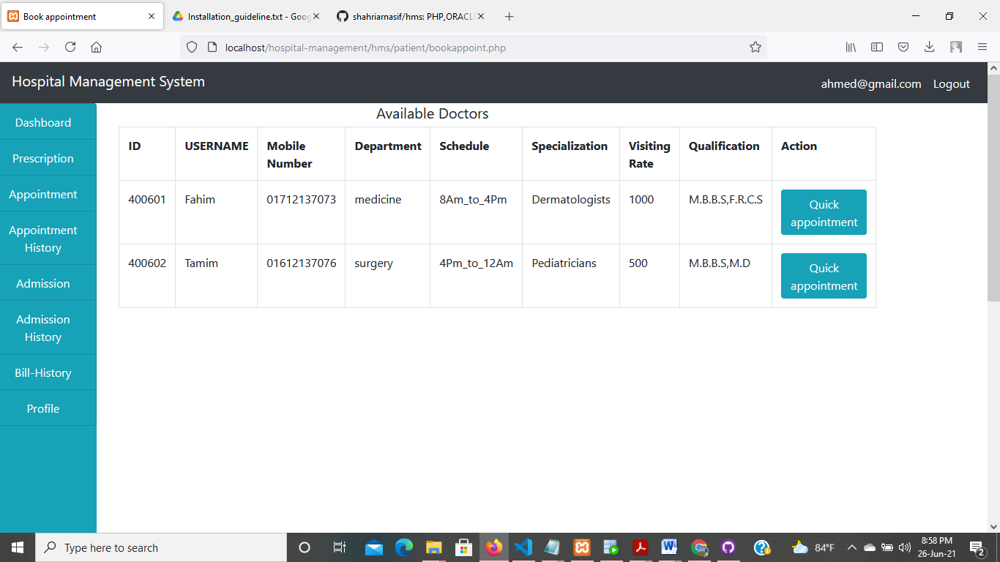 Book appointment
Installation_guideline.txt - Goog
shahriarnasif/hms: PHP,ORACLE
localhost/hospital-management/hms/patient/bookappoint.php
Hospital Management System
ahmed@gmail.com Logout
Dashboard
Prescription
Appointment
Appointment
History
Admission
Admission
History
Bill-History
Profile
Available Doctors
ID USERNAME Mobile Number Department Schedule Specialization Visiting Rate Qualification Action
400601 Fahim 01712137073 medicine 8Am_to_4Pm Dermatologists 1000 M.B.B.S,F.R.C.S Quick appointment
400602 Tamim 01612137076 surgery 4Pm_to_12Am Pediatricians 500 M.B.B.S,M.D Quick appointment
Type here to search
84°F
8:58 PM
26-Jun-21
2